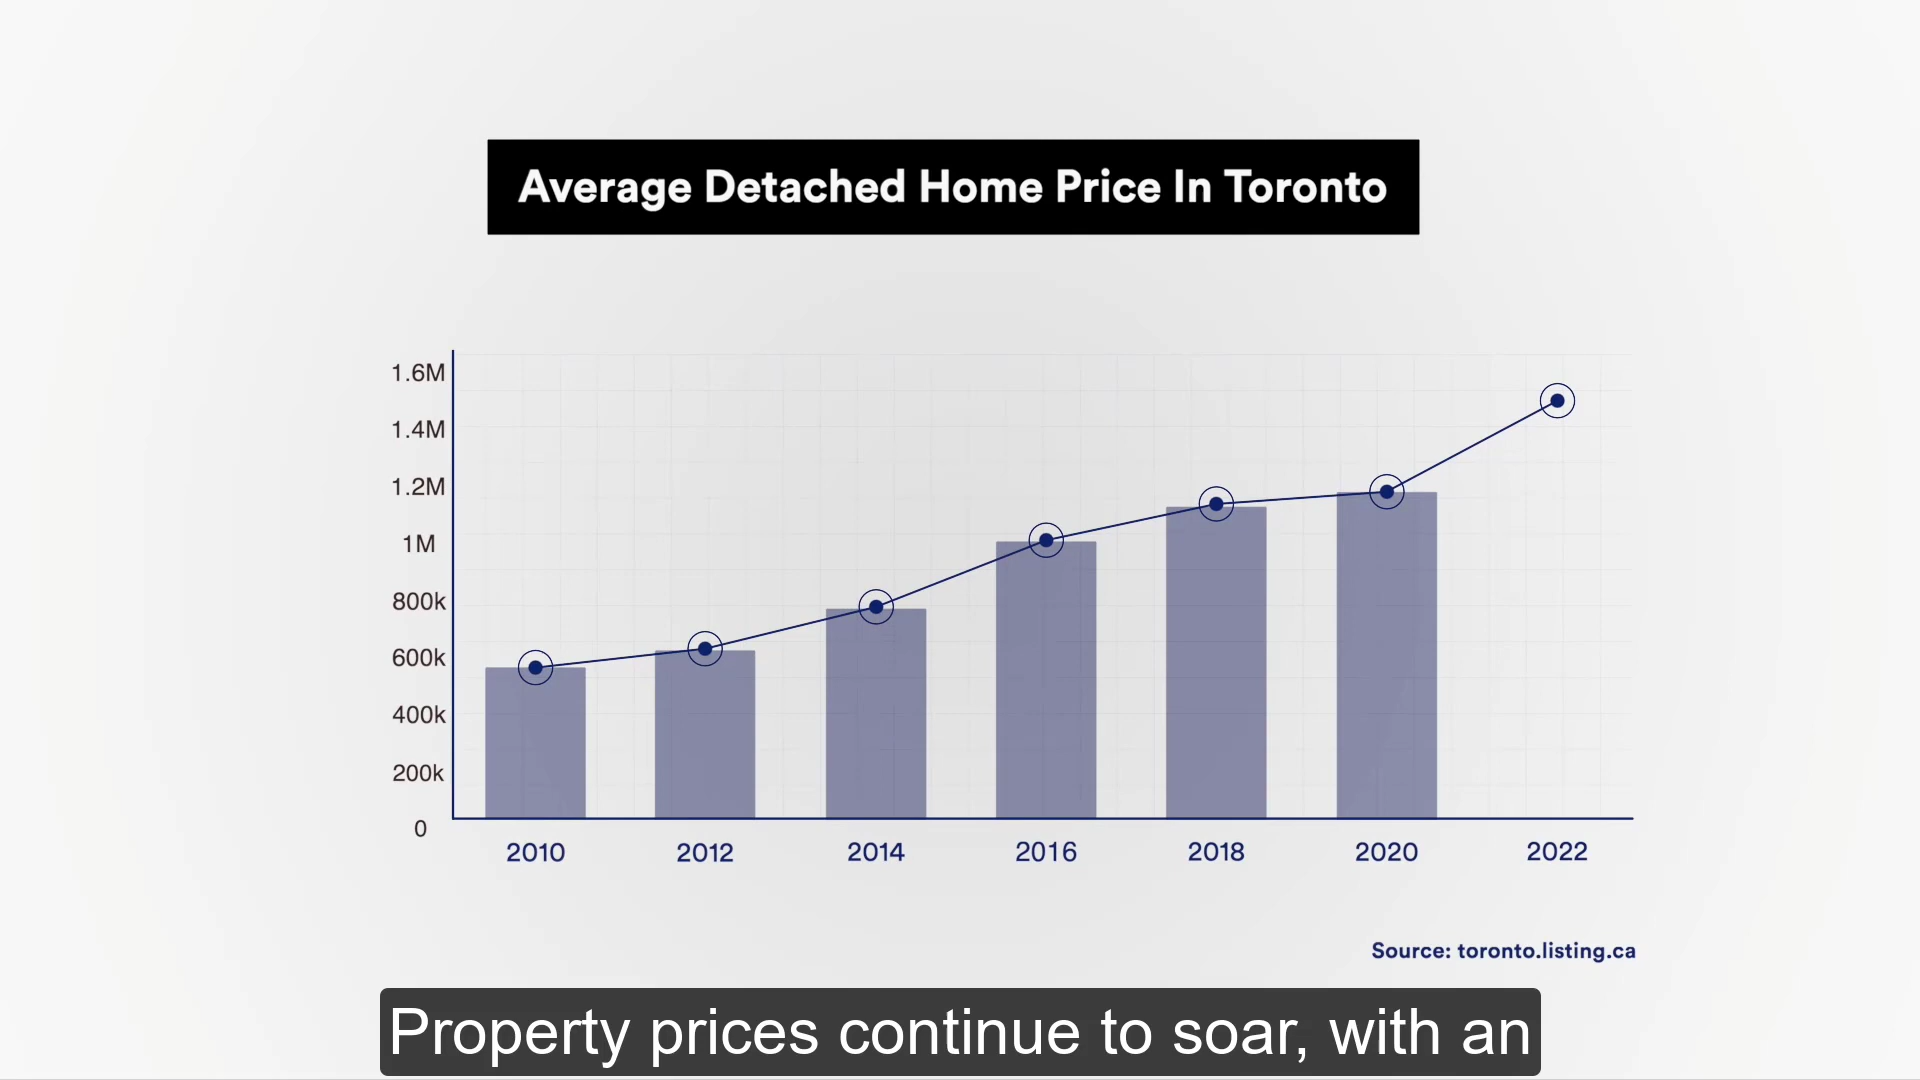 Average Detached Home Price In Toronto
1.6M
1.4M
1.2M
1M
800k
600k
400k
200k
0
2010 2012 2014 2016 2018 2020 2022
Source: toronto.listing.ca
Property prices continue to soar, with an